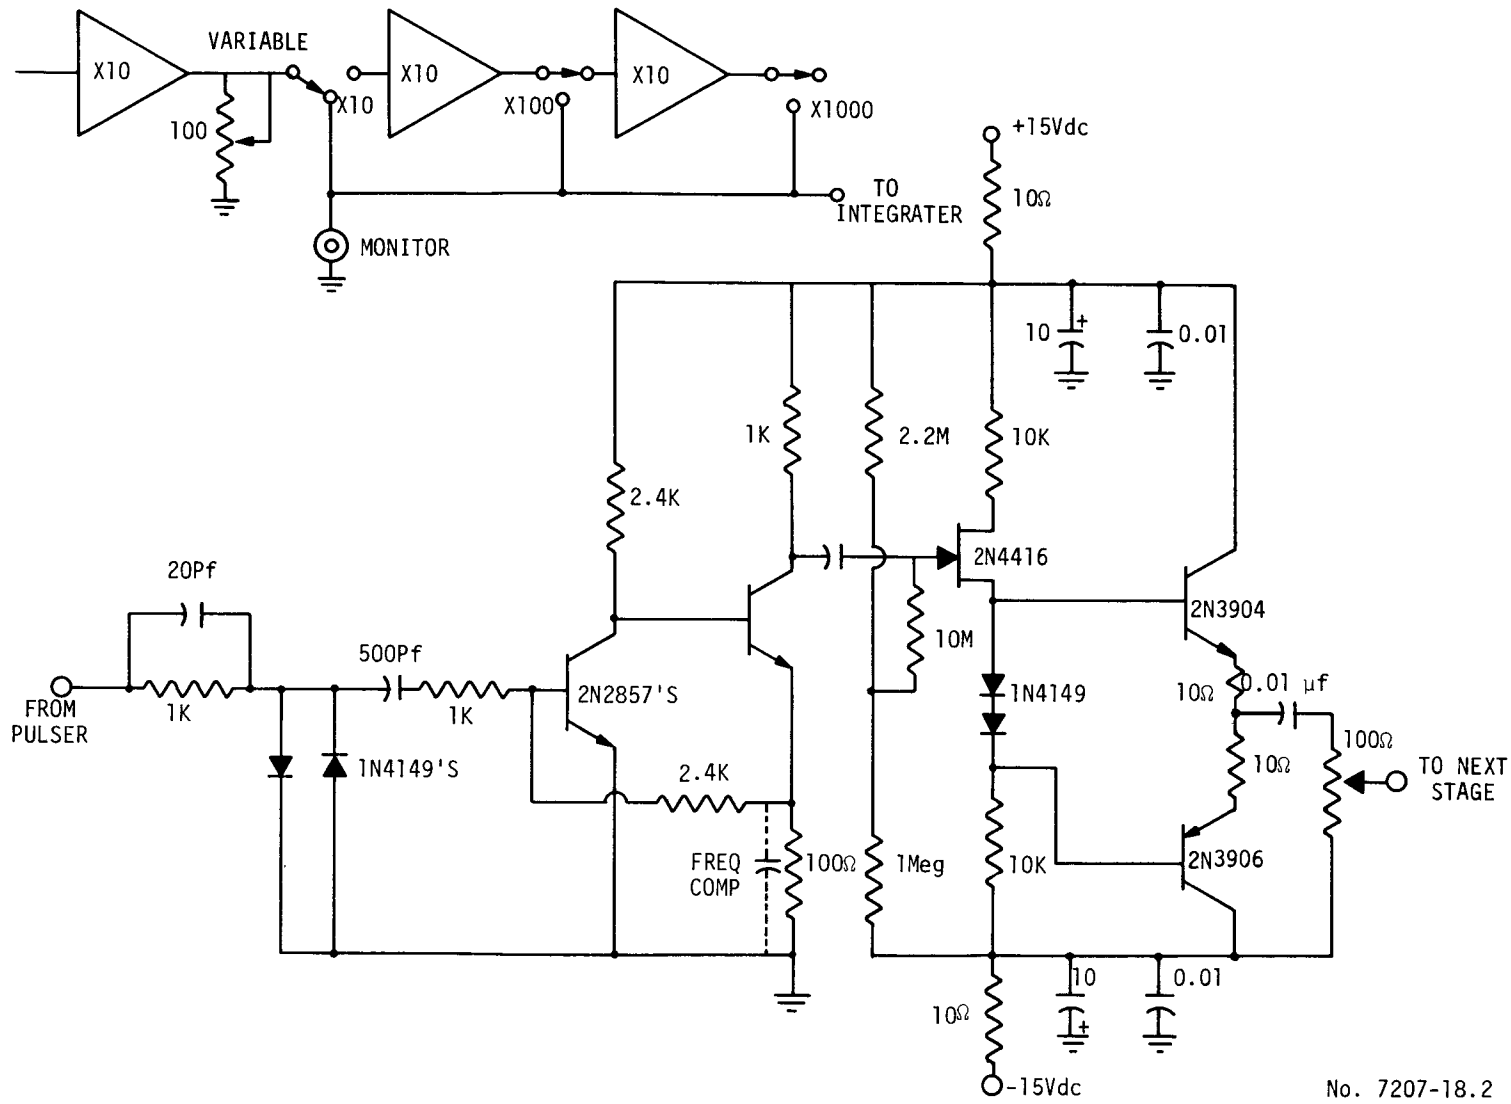 VARIABLE
X10
X10
X10
X10
100
X100
X1000
TO
INTEGRATER
MONITOR
+15Vdc
10Ω
10
+
0.01
1K
2.2M
10K
2.4K
2N4416
20Pf
2N3904
10M
500Pf
FROM
PULSER
1K
1K
2N2857'S
1N4149
10Ω
0.01 µf
100Ω
1N4149'S
2.4K
10Ω
TO NEXT
STAGE
FREQ
COMP
100Ω
1Meg
10K
2N3906
10
+
0.01
10Ω
-15Vdc
No. 7207-18.2